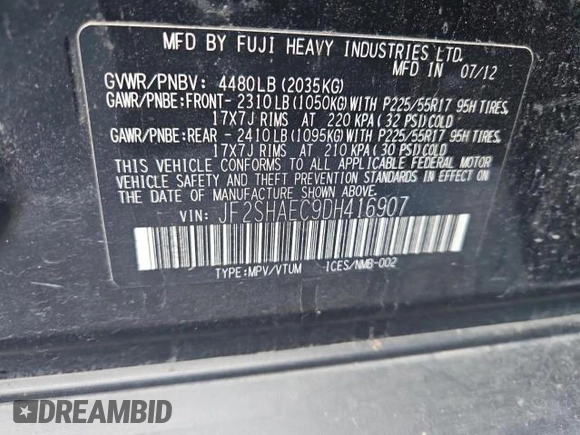 MFD BY FUJI HEAVY INDUSTRIES LTD.
MFD IN 07/12
GVWR/PNBV: 4480LB (2035KG)
GAWR/PNBE:FRONT- 2310LB (1050KG) WITH P225/55R17 95H TIRES,
17X7J RIMS AT 220 KPA ( 32 PSI) COLD
GAWR/PNBE:REAR - 2410LB (1095KG) WITH P225/55R17 95H TIRES,
17X7J RIMS AT 210 KPA ( 30 PSI) COLD
THIS VEHICLE CONFORMS TO ALL APPLICABLE FEDERAL MOTOR
VEHICLE SAFETY AND THEFT PREVENTION STANDARDS IN EFFECT ON
THE DATE OF MANUFACTURE SHOWN ABOVE.
VIN: JF2SHAEC9DH416907
TYPE:MPV/VTUM ICES/NMB-002
DREAMBID